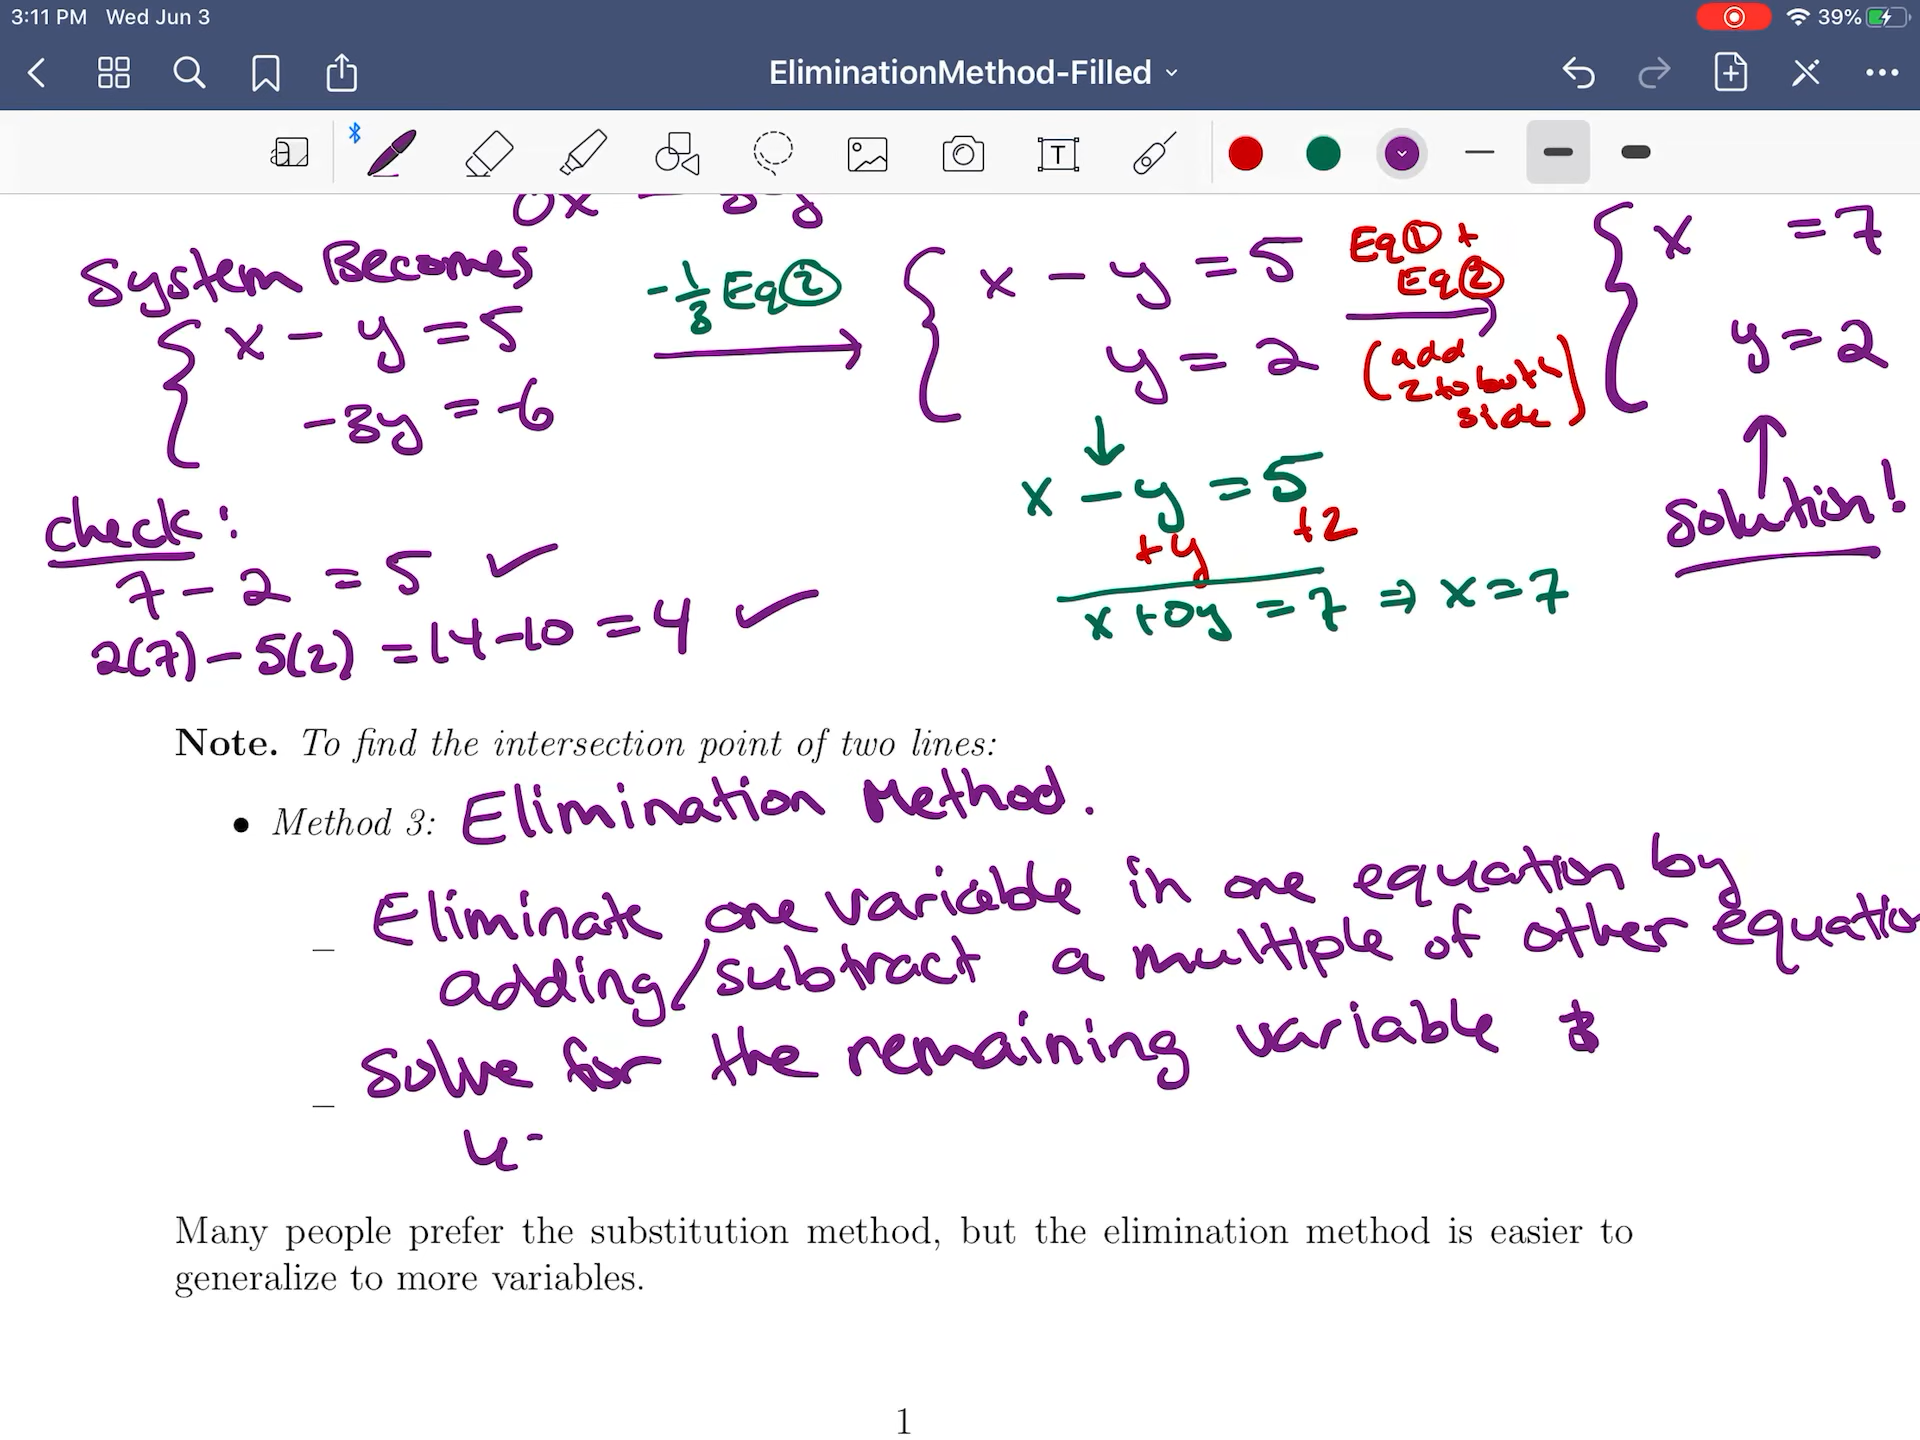 3:11 PM Wed Jun 3
39%
EliminationMethod-Filled
T
System Becomes
x - y = 5
-3y = -6
-1/3 Eq②
x - y = 5
y = 2
Eq① +
Eq②
(add
2 to both
side)
x = 7
y = 2
solution!
x - y = 5
+y +2
x + 0y = 7 ⇒ x = 7
check:
7 - 2 = 5 ✓
2(7) - 5(2) = 14 - 10 = 4 ✓
Note. To find the intersection point of two lines:
• Method 3: Elimination Method.
– Eliminate one variable in one equation by
adding/subtract a multiple of other equation
– Solve for the remaining variable &
Many people prefer the substitution method, but the elimination method is easier to
generalize to more variables.
1